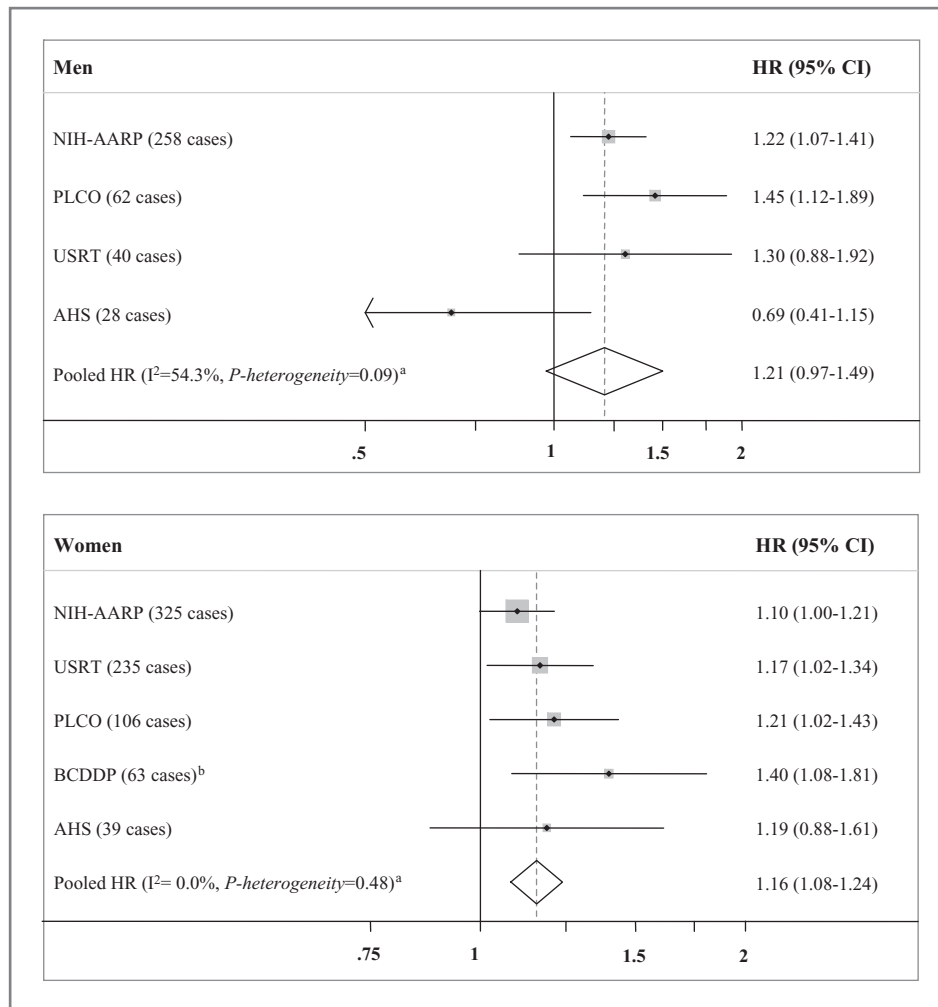 Men HR (95% CI)
NIH-AARP (258 cases) 1.22 (1.07-1.41)
PLCO (62 cases) 1.45 (1.12-1.89)
USRT (40 cases) 1.30 (0.88-1.92)
AHS (28 cases) 0.69 (0.41-1.15)
Pooled HR (I²=54.3%, P-heterogeneity=0.09)ᵃ 1.21 (0.97-1.49)
.5 1 1.5 2
Women HR (95% CI)
NIH-AARP (325 cases) 1.10 (1.00-1.21)
USRT (235 cases) 1.17 (1.02-1.34)
PLCO (106 cases) 1.21 (1.02-1.43)
BCDDP (63 cases)ᵇ 1.40 (1.08-1.81)
AHS (39 cases) 1.19 (0.88-1.61)
Pooled HR (I²= 0.0%, P-heterogeneity=0.48)ᵃ 1.16 (1.08-1.24)
.75 1 1.5 2